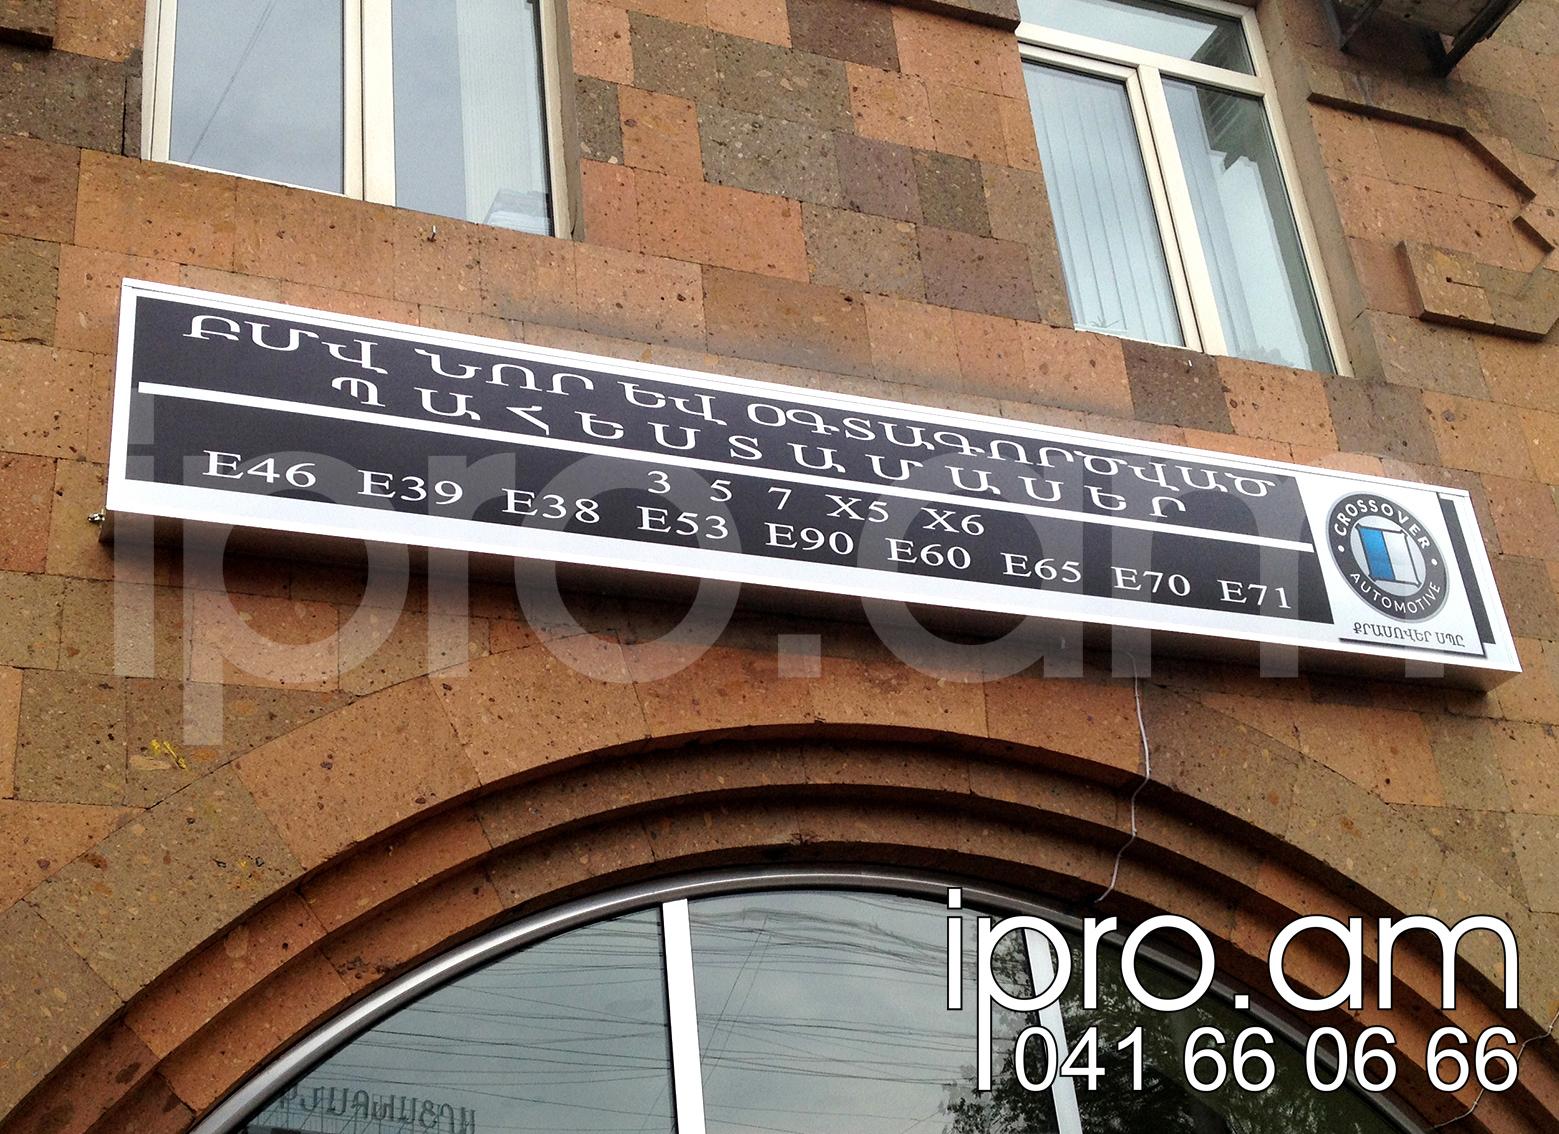 ԲՄՎ ՆՈՐ ԵՎ ՕԳՏԱԳՈՐԾՎԱԾ
ՊԱՀԵՍՏԱՄԱՍԵՐ
3 5 7 X5 X6
E46 E39 E38 E53 E90 E60 E65 E70 E71
CROSSOVER
AUTOMOTIVE
ՔՐԱՍՈՎԵՐ ՍՊԸ
ipro.am
ipro.am
041 66 06 66